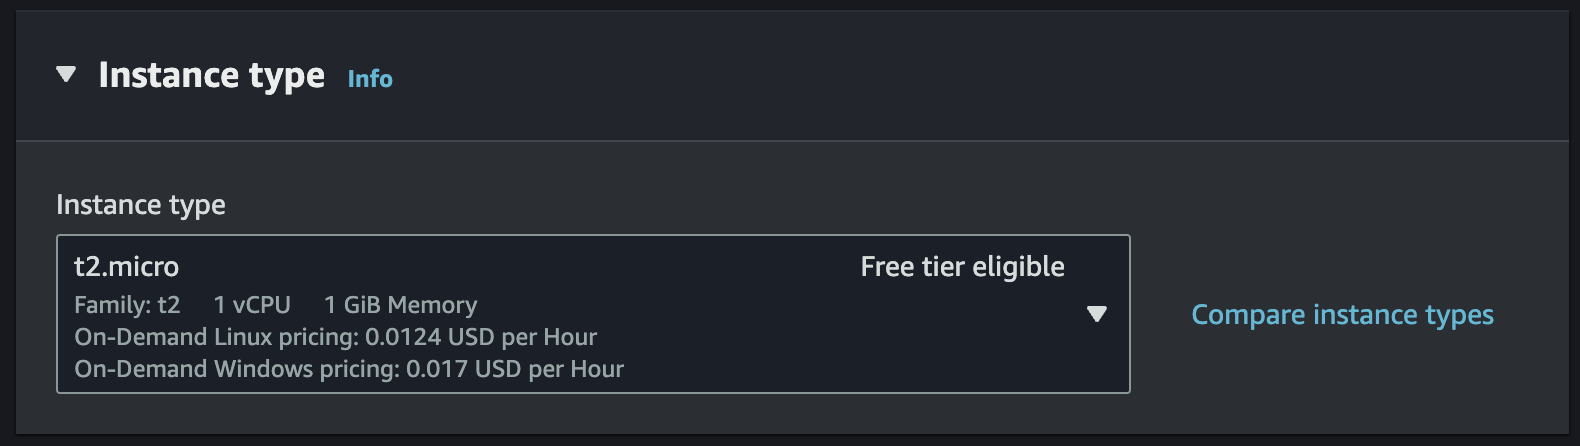 Instance type Info
Instance type
t2.micro Free tier eligible
Family: t2 1 vCPU 1 GiB Memory
On-Demand Linux pricing: 0.0124 USD per Hour
On-Demand Windows pricing: 0.017 USD per Hour
Compare instance types